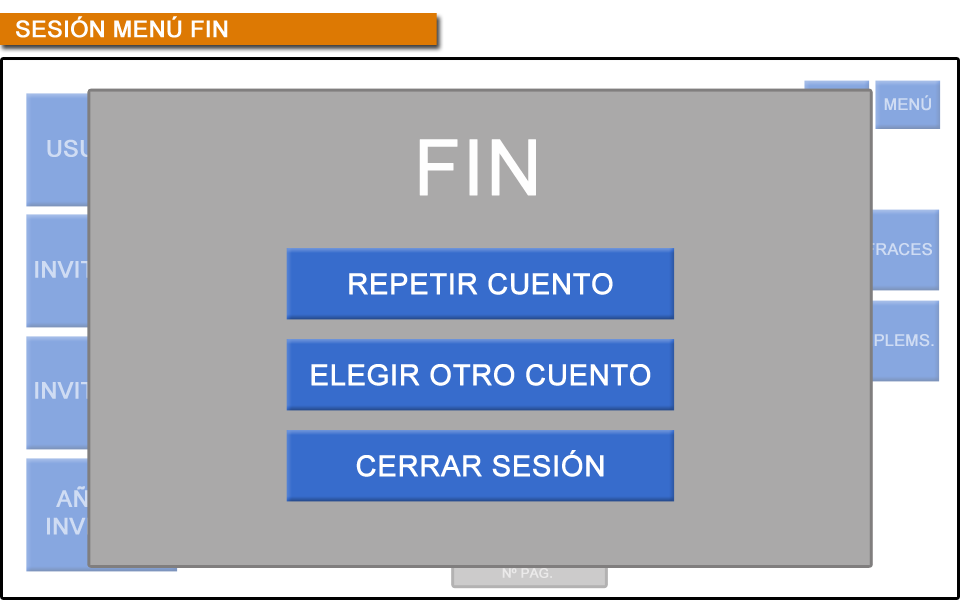 SESIÓN MENÚ FIN
MENÚ
FIN
REPETIR CUENTO
ELEGIR OTRO CUENTO
CERRAR SESIÓN
Nº PAG.